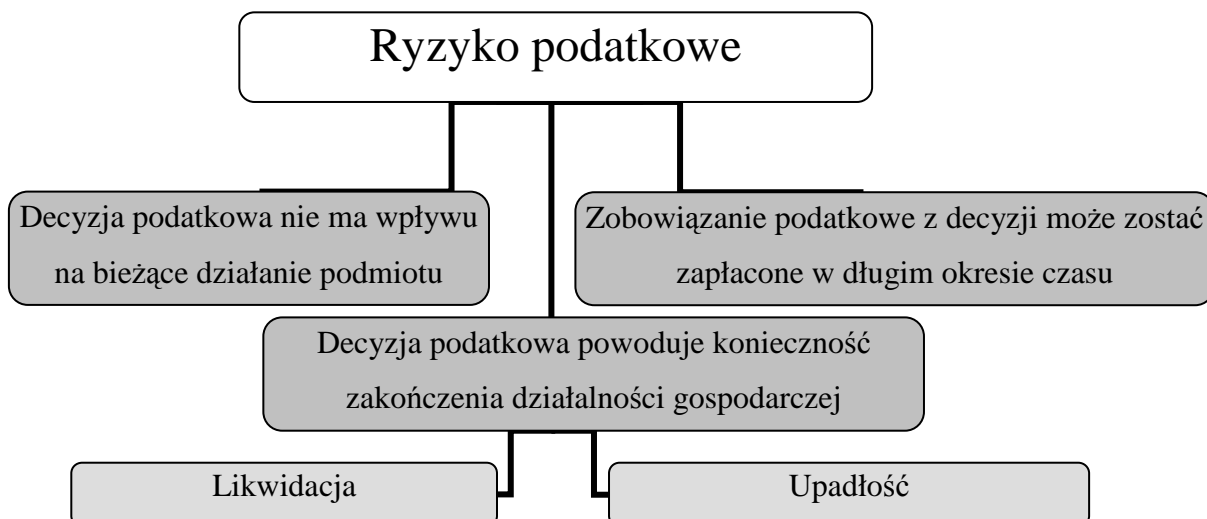 Ryzyko podatkowe
Decyzja podatkowa nie ma wpływu
na bieżące działanie podmiotu
Zobowiązanie podatkowe z decyzji może zostać
zapłacone w długim okresie czasu
Decyzja podatkowa powoduje konieczność
zakończenia działalności gospodarczej
Likwidacja
Upadłość